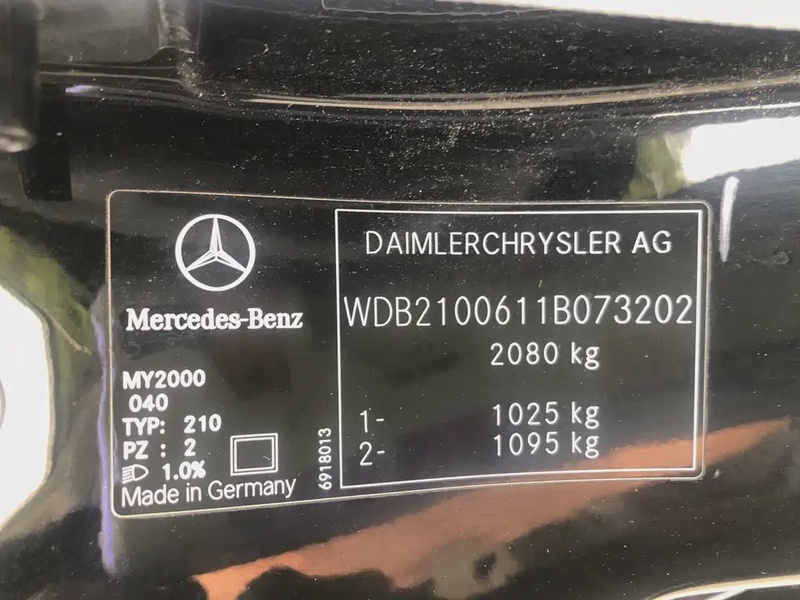 Mercedes-Benz
MY2000
040
TYP: 210
PZ : 2
1.0%
Made in Germany
6918013
DAIMLERCHRYSLER AG
WDB2100611B073202
2080 kg
1- 1025 kg
2- 1095 kg